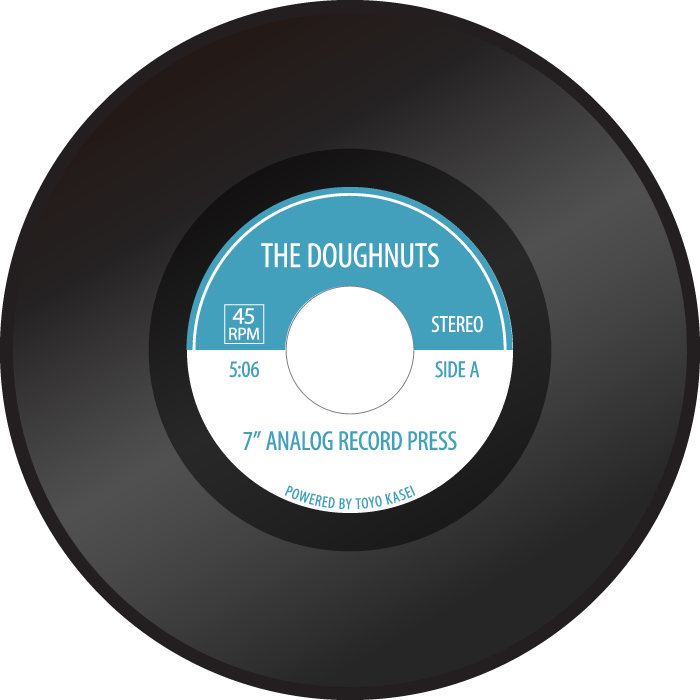 THE DOUGHNUTS
45
RPM
STEREO
5:06
SIDE A
7” ANALOG RECORD PRESS
POWERED BY TOYO KASEI